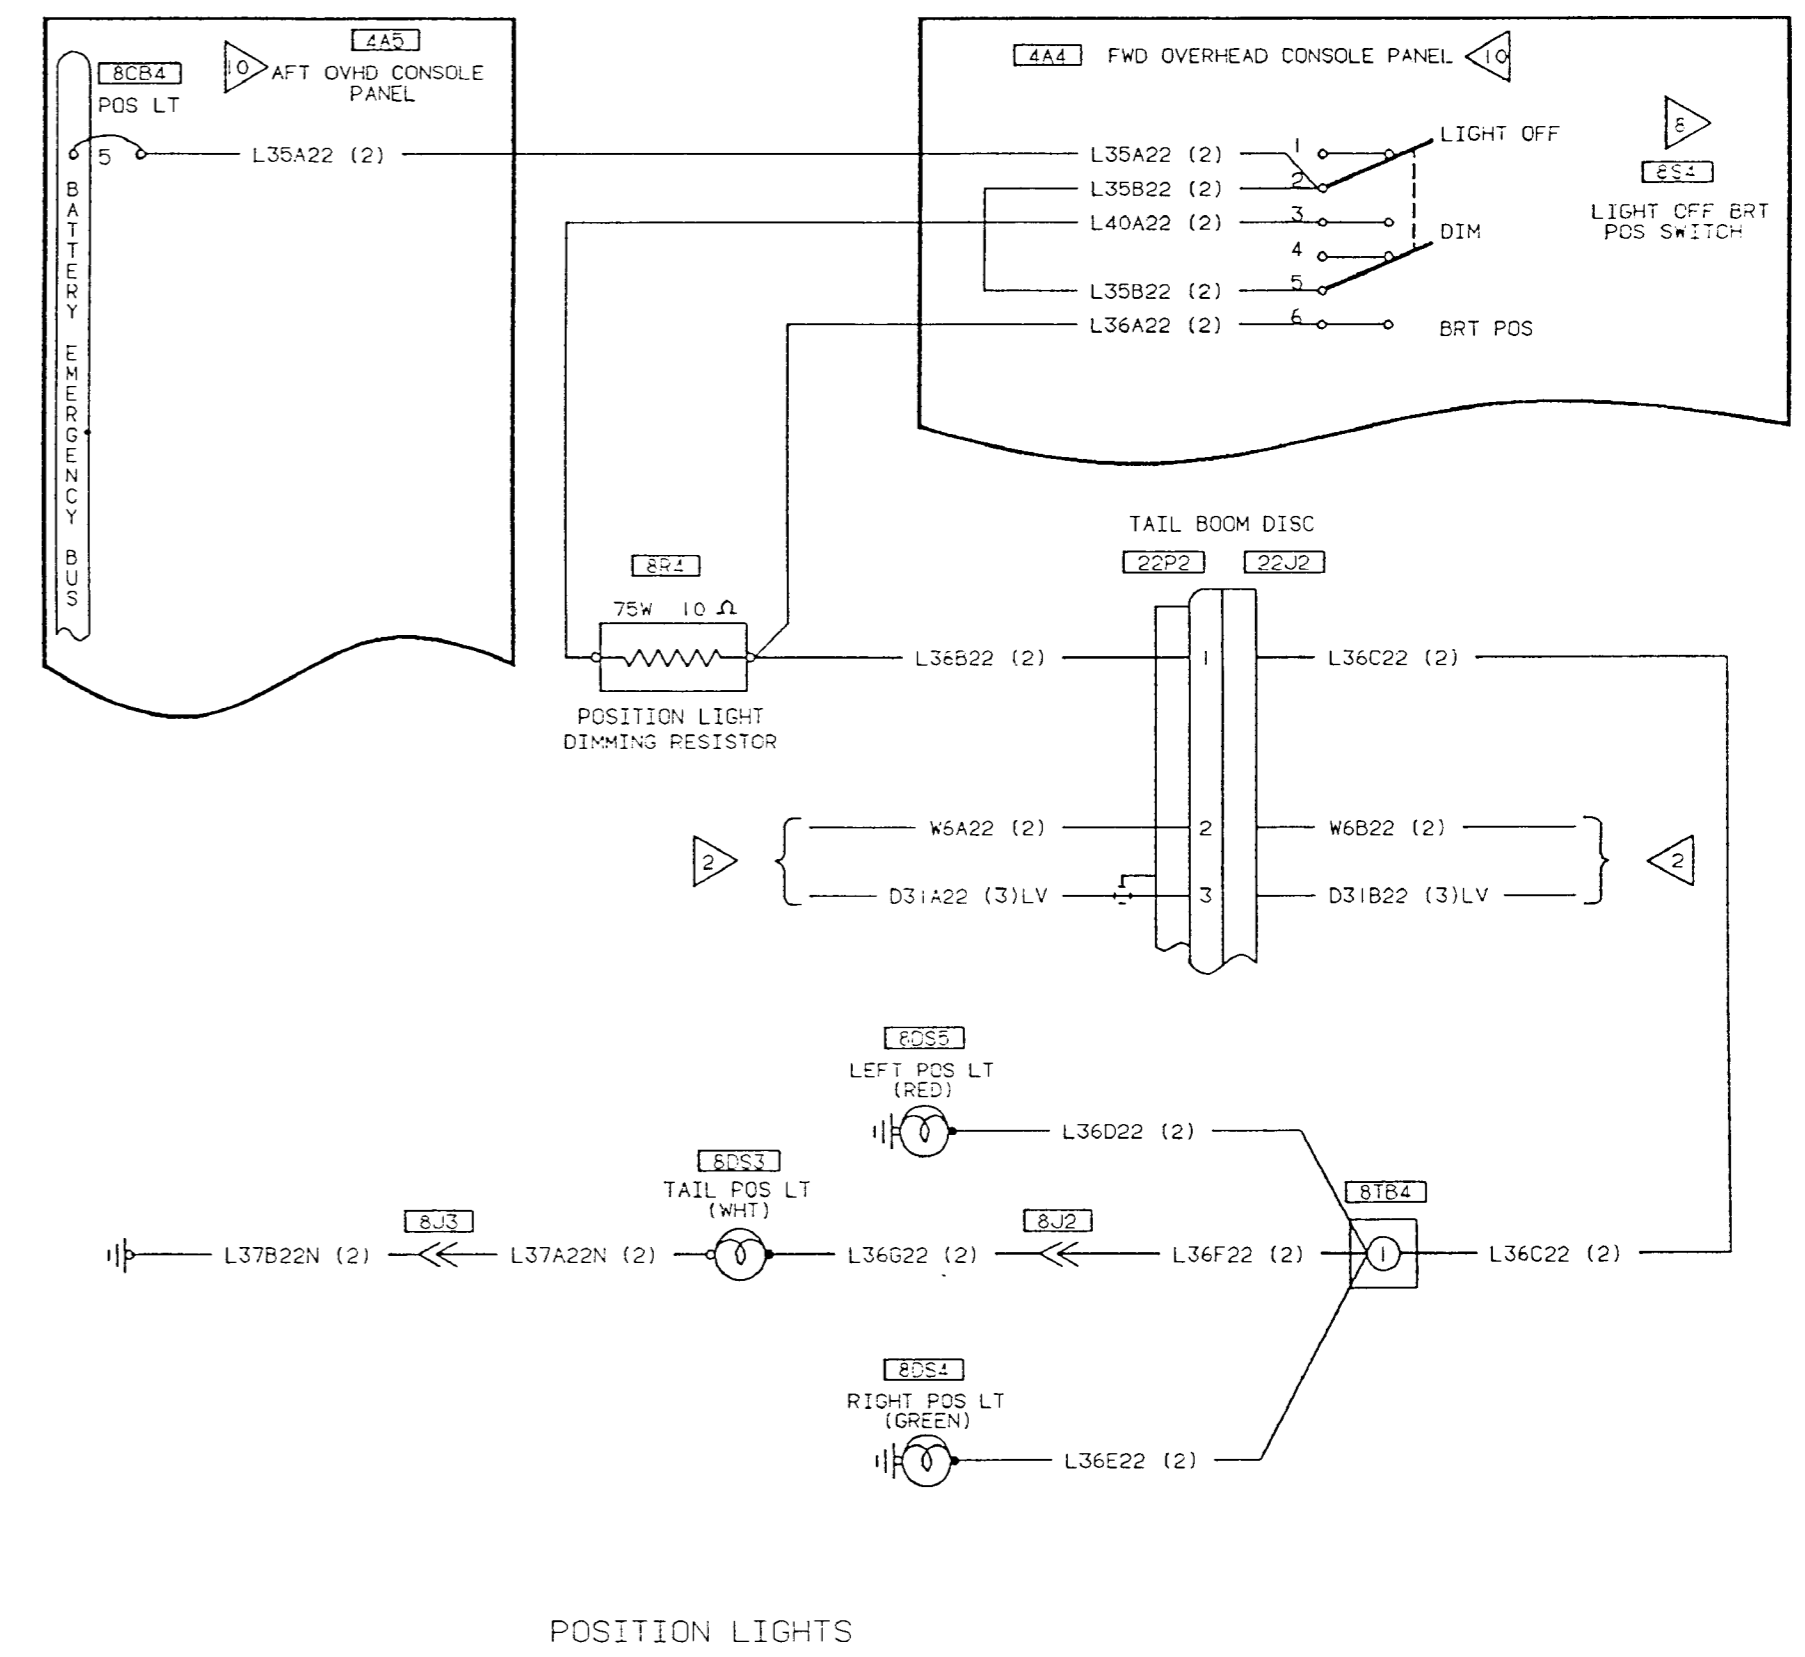 4A5
10
AFT OVHD CONSOLE
PANEL
8CB4
POS LT
5
L35A22 (2)
BATTERY EMERGENCY BUS
4A4
FWD OVERHEAD CONSOLE PANEL
10
8
8S4
LIGHT OFF BRT
POS SWITCH
L35A22 (2)
1
LIGHT OFF
L35B22 (2)
2
L40A22 (2)
3
DIM
4
L35B22 (2)
5
L36A22 (2)
6
BRT POS
TAIL BOOM DISC
22P2
22J2
8R4
75W 10 Ω
POSITION LIGHT
DIMMING RESISTOR
L36B22 (2)
1
L36C22 (2)
2
W6A22 (2)
2
W6B22 (2)
2
D31A22 (3)LV
3
D31B22 (3)LV
8DS5
LEFT POS LT
(RED)
L36D22 (2)
8DS3
TAIL POS LT
(WHT)
8TB4
8J3
8J2
L37B22N (2)
L37A22N (2)
L36G22 (2)
L36F22 (2)
1
L36C22 (2)
8DS4
RIGHT POS LT
(GREEN)
L36E22 (2)
POSITION LIGHTS